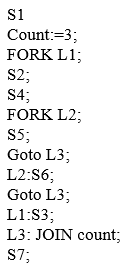 S1
Count:=3;
FORK L1;
S2;
S4;
FORK L2;
S5;
Goto L3;
L2:S6;
Goto L3;
L1:S3;
L3: JOIN count;
S7;